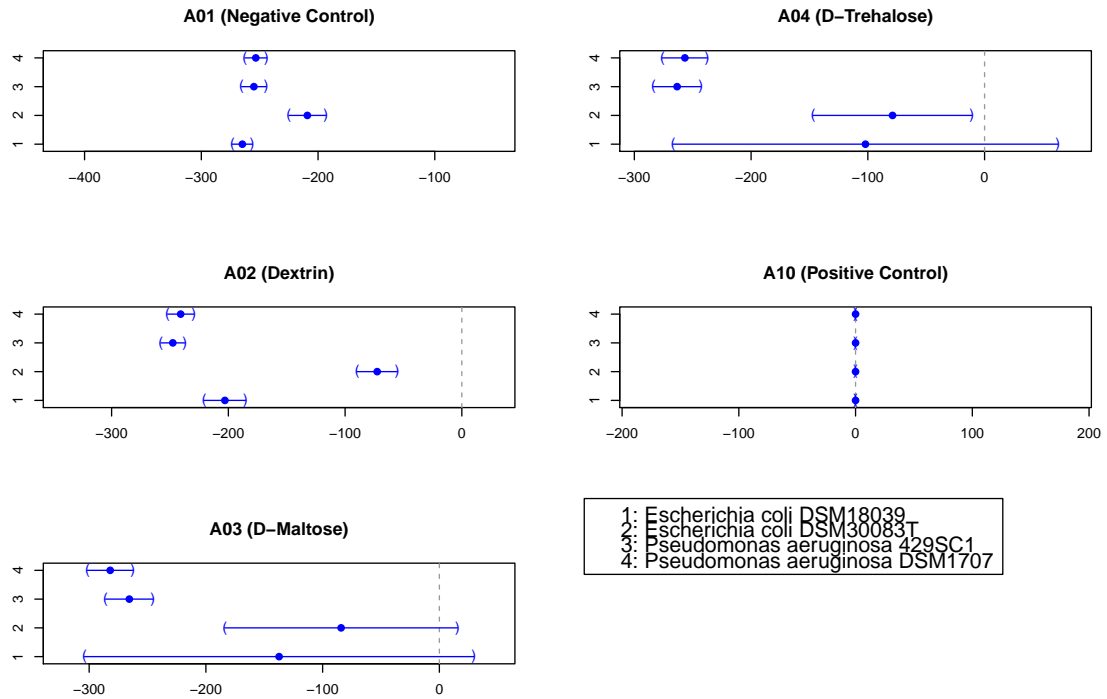 A01 (Negative Control)
4
3
2
1
−400 −300 −200 −100
A04 (D−Trehalose)
4
3
2
1
−300 −200 −100 0
A02 (Dextrin)
4
3
2
1
−300 −200 −100 0
A10 (Positive Control)
4
3
2
1
−200 −100 0 100 200
A03 (D−Maltose)
4
3
2
1
−300 −200 −100 0
1: Escherichia coli DSM18039
2: Escherichia coli DSM30083T
3: Pseudomonas aeruginosa 429SC1
4: Pseudomonas aeruginosa DSM1707